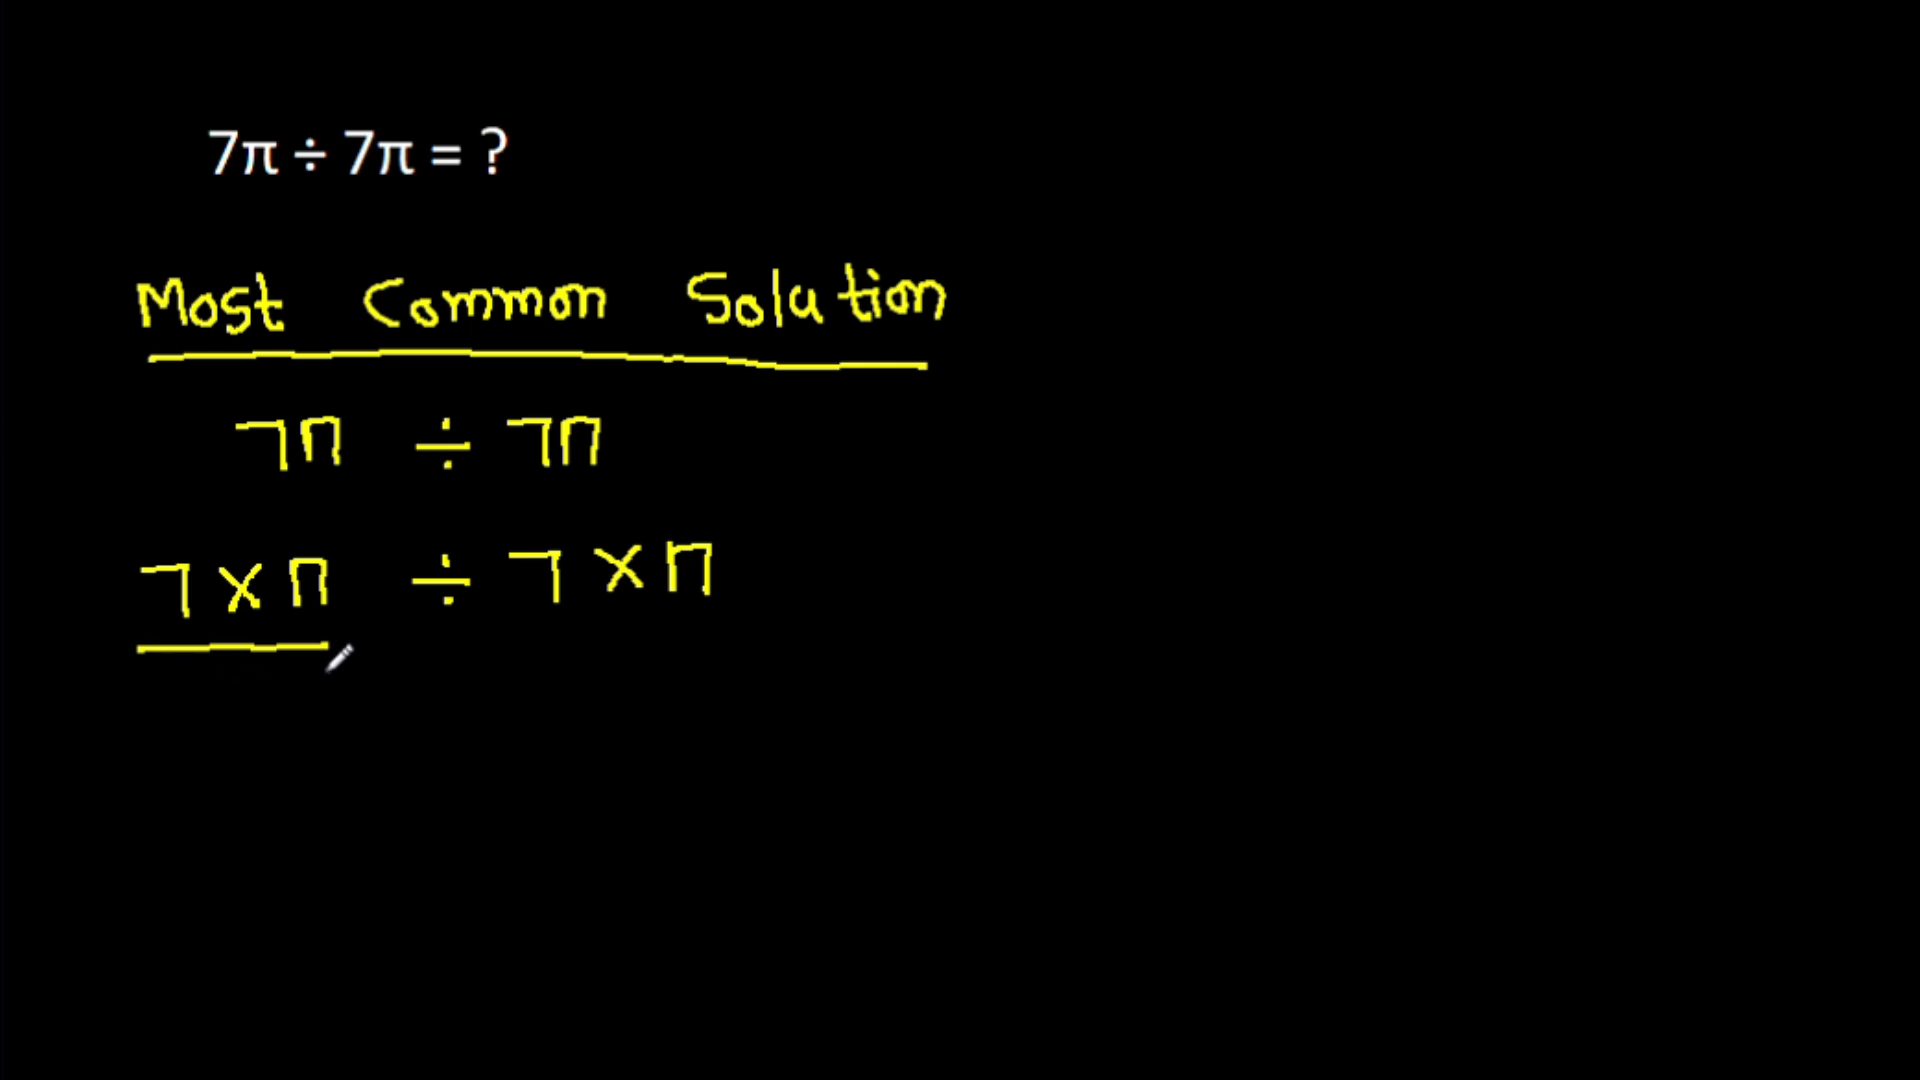 7π ÷ 7π = ?
Most Common Solution
7π ÷ 7π
7 × π ÷ 7 × π